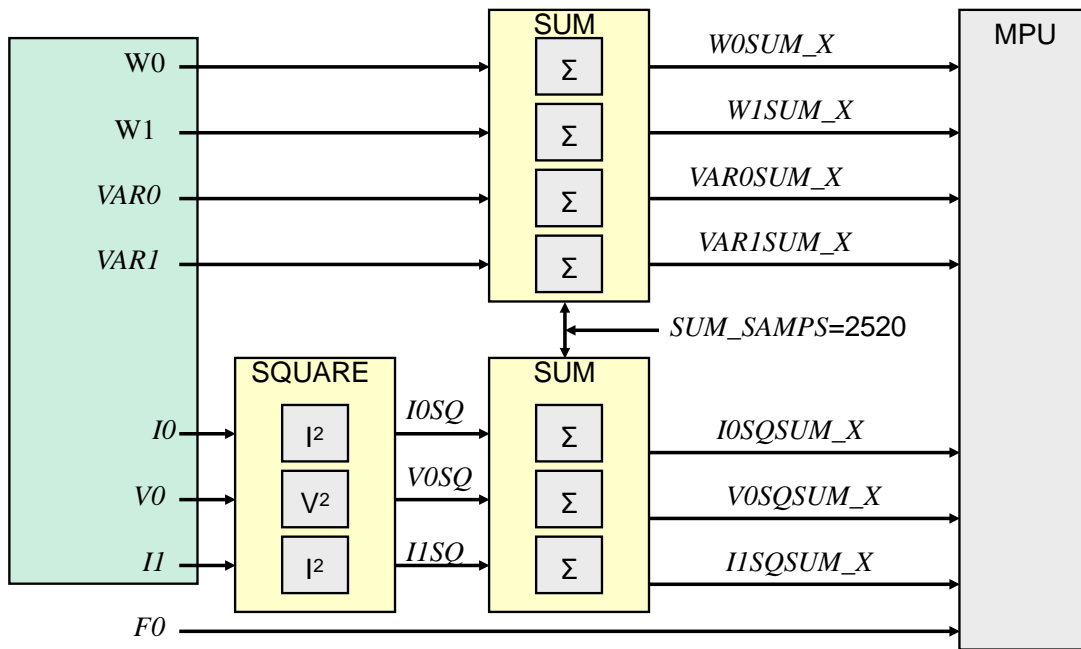 SUM
MPU
W0
Σ
W0SUM_X
W1
Σ
W1SUM_X
VAR0
Σ
VAR0SUM_X
VAR1
Σ
VAR1SUM_X
SUM_SAMPS=2520
SQUARE
SUM
I0
I²
I0SQ
Σ
I0SQSUM_X
V0
V²
V0SQ
Σ
V0SQSUM_X
I1
I²
I1SQ
Σ
I1SQSUM_X
F0